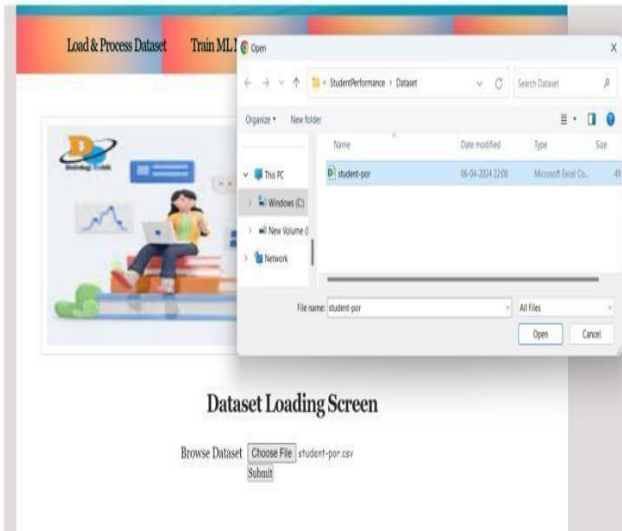 Load & Process Dataset Train ML
Open
« StudentPerformance › Dataset
Search Dataset
Organize New folder
Name Date modified Type Size
This PC
student-por 06-04-2024 22:08 Microsoft Excel Co... 49
Windows (C:)
New Volume (
Network
File name: student-por
All Files
Open Cancel
Dataset Loading Screen
Browse Dataset Choose File student-por.csv
Submit